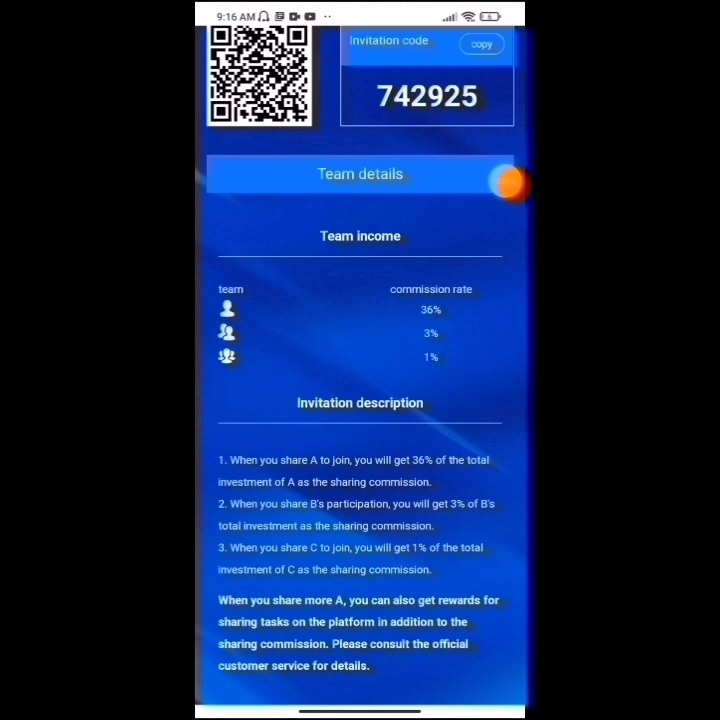 9:16 AM
Invitation code
copy
742925
Team details
Team income
team commission rate
36%
3%
1%
Invitation description
1. When you share A to join, you will get 36% of the total
investment of A as the sharing commission.
2. When you share B's participation, you will get 3% of B's
total investment as the sharing commission.
3. When you share C to join, you will get 1% of the total
investment of C as the sharing commission.
When you share more A, you can also get rewards for
sharing tasks on the platform in addition to the
sharing commission. Please consult the official
customer service for details.